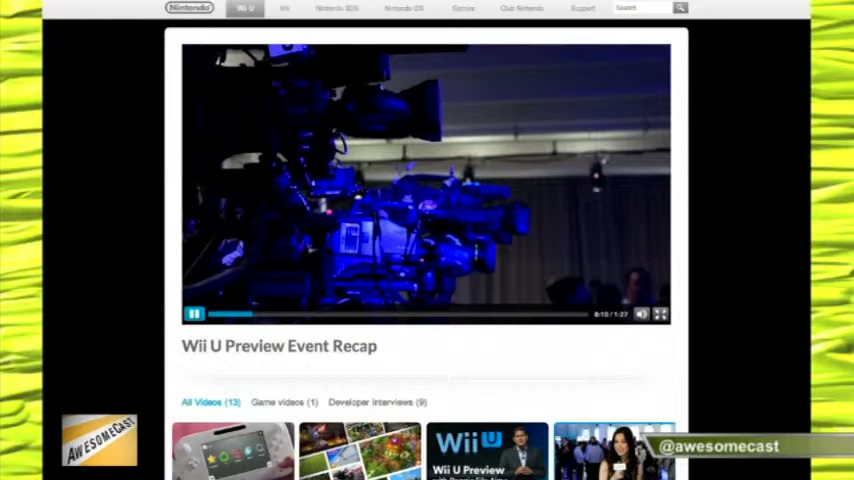 Nintendo
Wii U
Wii
Nintendo 3DS
Nintendo DS
Games
Club Nintendo
Support
Search
0:10 / 1:27
Wii U Preview Event Recap
All Videos (13)
Game videos (1)
Developer Interviews (9)
AWESOMECAST
Wii U
Wii U Preview
@awesomecast